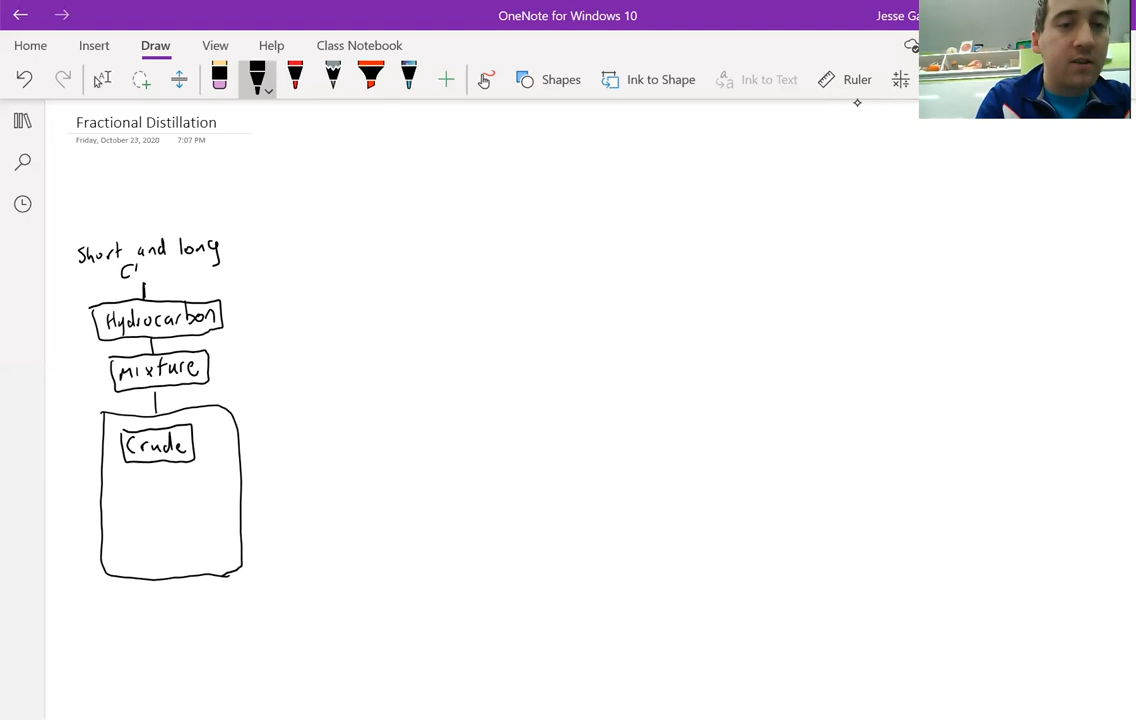 OneNote for Windows 10
Jesse Ga
Home Insert Draw View Help Class Notebook
Shapes Ink to Shape Ink to Text Ruler
Fractional Distillation
Friday, October 23, 2020 7:07 PM
Short and long
C'
Hydrocarbon
Mixture
Crude